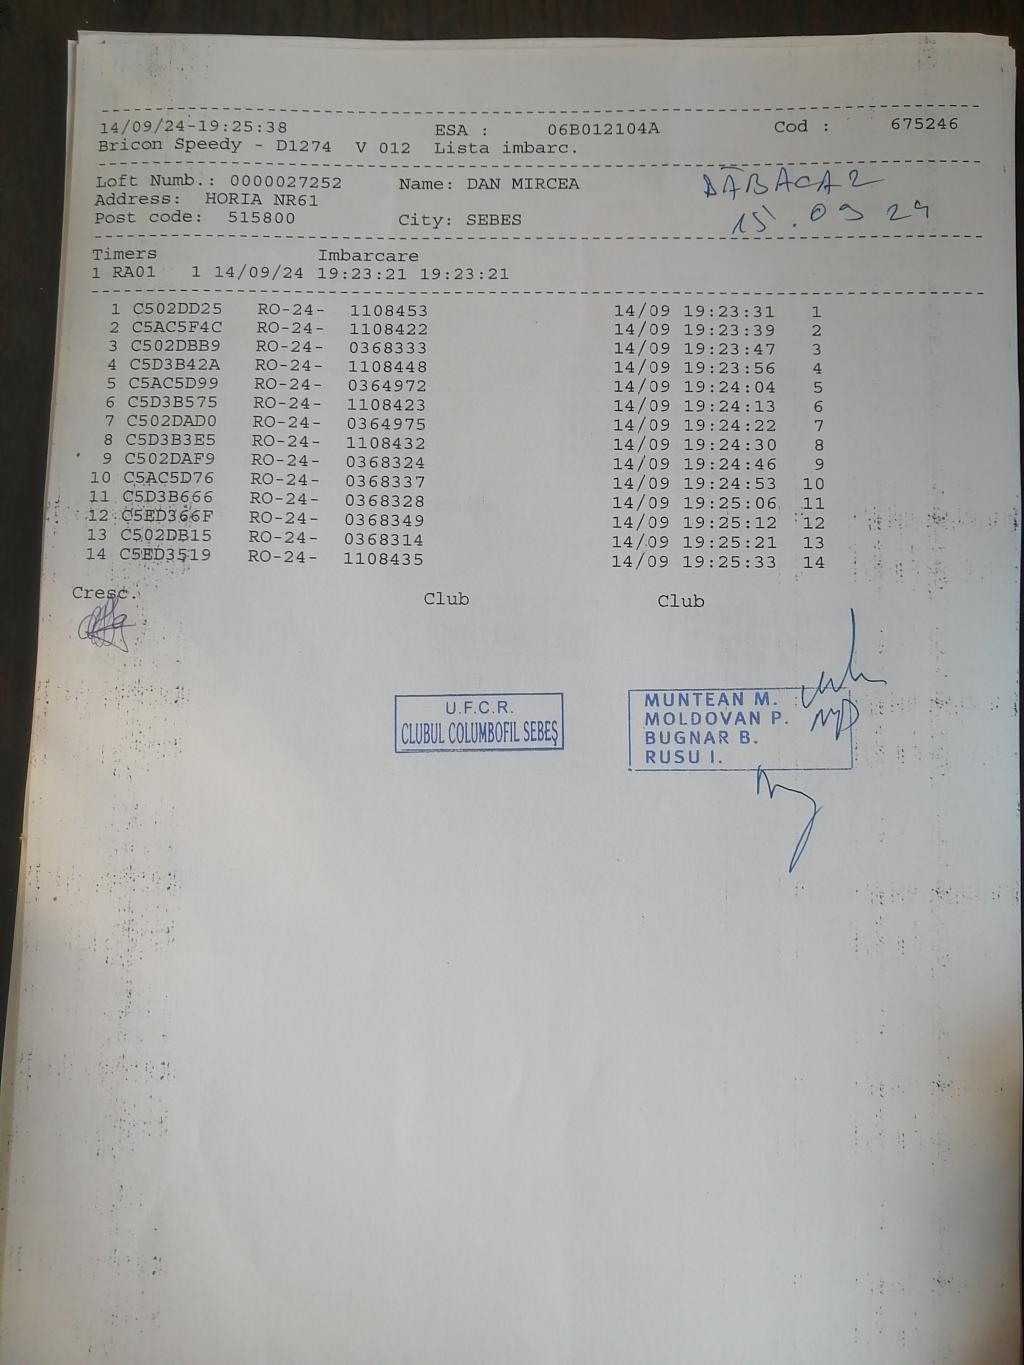 14/09/24-19:25:38 ESA : 06B012104A Cod : 675246
Bricon Speedy - D1274 V 012 Lista imbarc.
Loft Numb.: 0000027252 Name: DAN MIRCEA
Address: HORIA NR61
Post code: 515800 City: SEBES
DĂBACA 2
15.09 24
Timers Imbarcare
1 RA01 1 14/09/24 19:23:21 19:23:21
1 C502DD25 RO-24- 1108453 14/09 19:23:31 1
2 C5AC5F4C RO-24- 1108422 14/09 19:23:39 2
3 C502DBB9 RO-24- 0368333 14/09 19:23:47 3
4 C5D3B42A RO-24- 1108448 14/09 19:23:56 4
5 C5AC5D99 RO-24- 0364972 14/09 19:24:04 5
6 C5D3B575 RO-24- 1108423 14/09 19:24:13 6
7 C502DAD0 RO-24- 0364975 14/09 19:24:22 7
8 C5D3B3E5 RO-24- 1108432 14/09 19:24:30 8
9 C502DAF9 RO-24- 0368324 14/09 19:24:46 9
10 C5AC5D76 RO-24- 0368337 14/09 19:24:53 10
11 C5D3B666 RO-24- 0368328 14/09 19:25:06 11
12 C5ED366F RO-24- 0368349 14/09 19:25:12 12
13 C502DB15 RO-24- 0368314 14/09 19:25:21 13
14 C5ED3519 RO-24- 1108435 14/09 19:25:33 14
Cresc. Club Club
U.F.C.R.
CLUBUL COLUMBOFIL SEBEȘ
MUNTEAN M.
MOLDOVAN P.
BUGNAR B.
RUSU I.